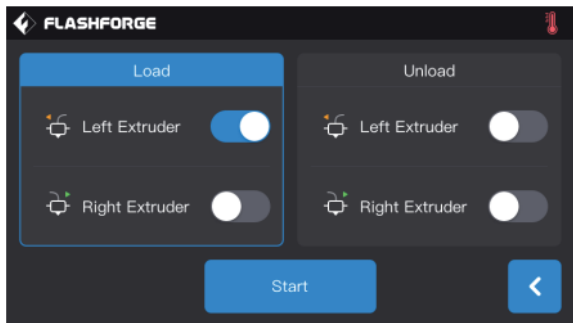 FLASHFORGE
Load
Left Extruder
Right Extruder
Unload
Left Extruder
Right Extruder
Start